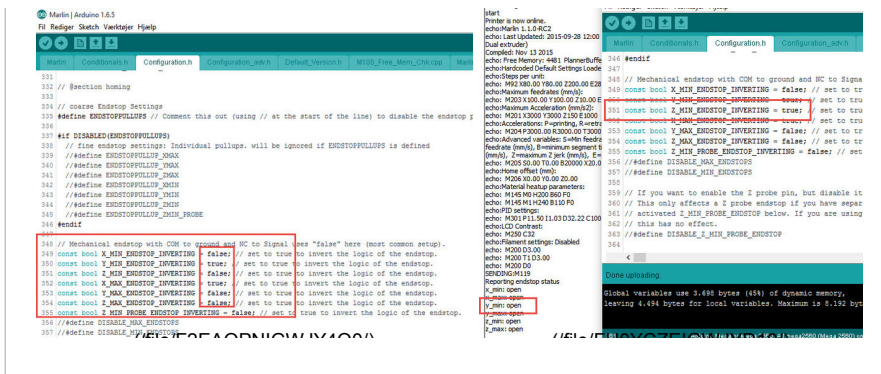 Marlin | Arduino 1.6.5
Fil Rediger Sketch Værktøjer Hjælp
Marlin Conditionals.h Configuration.h Configuration_adv.h Default_Version.h M100_Free_Mem_Chk.cpp
331
332 // @section homing
333
334 // coarse Endstop Settings
335 #define ENDSTOPPULLUPS // Comment this out (using // at the start of the line) to disable the endstop p
336
337 #if DISABLED(ENDSTOPPULLUPS)
338 // fine endstop settings: Individual pullups. will be ignored if ENDSTOPPULLUPS is defined
339 //#define ENDSTOPPULLUP_XMAX
340 //#define ENDSTOPPULLUP_YMAX
341 //#define ENDSTOPPULLUP_ZMAX
342 //#define ENDSTOPPULLUP_XMIN
343 //#define ENDSTOPPULLUP_YMIN
344 //#define ENDSTOPPULLUP_ZMIN
345 //#define ENDSTOPPULLUP_ZMIN_PROBE
346 #endif
347
348 // Mechanical endstop with COM to ground and NC to Signal uses "false" here (most common setup).
349 const bool X_MIN_ENDSTOP_INVERTING = false; // set to true to invert the logic of the endstop.
350 const bool Y_MIN_ENDSTOP_INVERTING = true; // set to true to invert the logic of the endstop.
351 const bool Z_MIN_ENDSTOP_INVERTING = false; // set to true to invert the logic of the endstop.
352 const bool X_MAX_ENDSTOP_INVERTING = true; // set to true to invert the logic of the endstop.
353 const bool Y_MAX_ENDSTOP_INVERTING = false; // set to true to invert the logic of the endstop.
354 const bool Z_MAX_ENDSTOP_INVERTING = false; // set to true to invert the logic of the endstop.
355 const bool Z_MIN_PROBE_ENDSTOP_INVERTING = false; // set to true to invert the logic of the endstop.
356 //#define DISABLE_MAX_ENDSTOPS
357 //#define DISABLE_MIN_ENDSTOPS
start
Printer is now online.
echo:Marlin 1.1.0-RC2
echo: Last Updated: 2015-09-28 12:00
Dual extruder)
Compiled: Nov 13 2015
echo: Free Memory: 4481 PlannerBuffe
echo:Hardcoded Default Settings Loade
echo:Steps per unit:
echo: M92 X80.00 Y80.00 Z200.00 E28
echo:Maximum feedrates (mm/s):
echo: M203 X100.00 Y100.00 Z10.00 E
echo:Maximum Acceleration (mm/s2):
echo: M201 X3000 Y3000 Z150 E1000
echo:Accelerations: P=printing, R=retra
echo: M204 P3000.00 R3000.00 T3000
echo:Advanced variables: S=Min feedra
feedrate (mm/s), B=minimum segment ti
(mm/s), Z=maximum Z jerk (mm/s), E=
echo: M205 S0.00 T0.00 B20000 X20.0
echo:Home offset (mm):
echo: M206 X0.00 Y0.00 Z0.00
echo:Material heatup parameters:
echo: M145 M0 H200 B60 F0
echo: M145 M1 H240 B110 F0
echo:PID settings:
echo: M301 P11.50 I1.03 D32.22 C100
echo:LCD Contrast:
echo: M250 C32
echo:Filament settings: Disabled
echo: M200 D3.00
echo: M200 T1 D3.00
echo: M200 D0
SENDING:M119
Reporting endstop status
x_min: open
x_max: open
y_min: open
y_max: open
z_min: open
z_max: open
Marlin Conditionals.h Configuration.h Configuration_adv.h
346 #endif
347
348 // Mechanical endstop with COM to ground and NC to Signa
349 const bool X_MIN_ENDSTOP_INVERTING = false; // set to tr
350 const bool Y_MIN_ENDSTOP_INVERTING = true; // set to tru
351 const bool Z_MIN_ENDSTOP_INVERTING = true; // set to tru
352 const bool X_MAX_ENDSTOP_INVERTING = true; // set to tru
353 const bool Y_MAX_ENDSTOP_INVERTING = false; // set to tr
354 const bool Z_MAX_ENDSTOP_INVERTING = false; // set to tr
355 const bool Z_MIN_PROBE_ENDSTOP_INVERTING = false; // set
356 //#define DISABLE_MAX_ENDSTOPS
357 //#define DISABLE_MIN_ENDSTOPS
358
359 // If you want to enable the Z probe pin, but disable it
360 // This only affects a Z probe endstop if you have separ
361 // activated Z_MIN_PROBE_ENDSTOP below. If you are using
362 // this has no effect.
363 //#define DISABLE_Z_MIN_PROBE_ENDSTOP
364
Done uploading.
Global variables use 3.698 bytes (45%) of dynamic memory,
leaving 4.494 bytes for local variables. Maximum is 8.192 byt